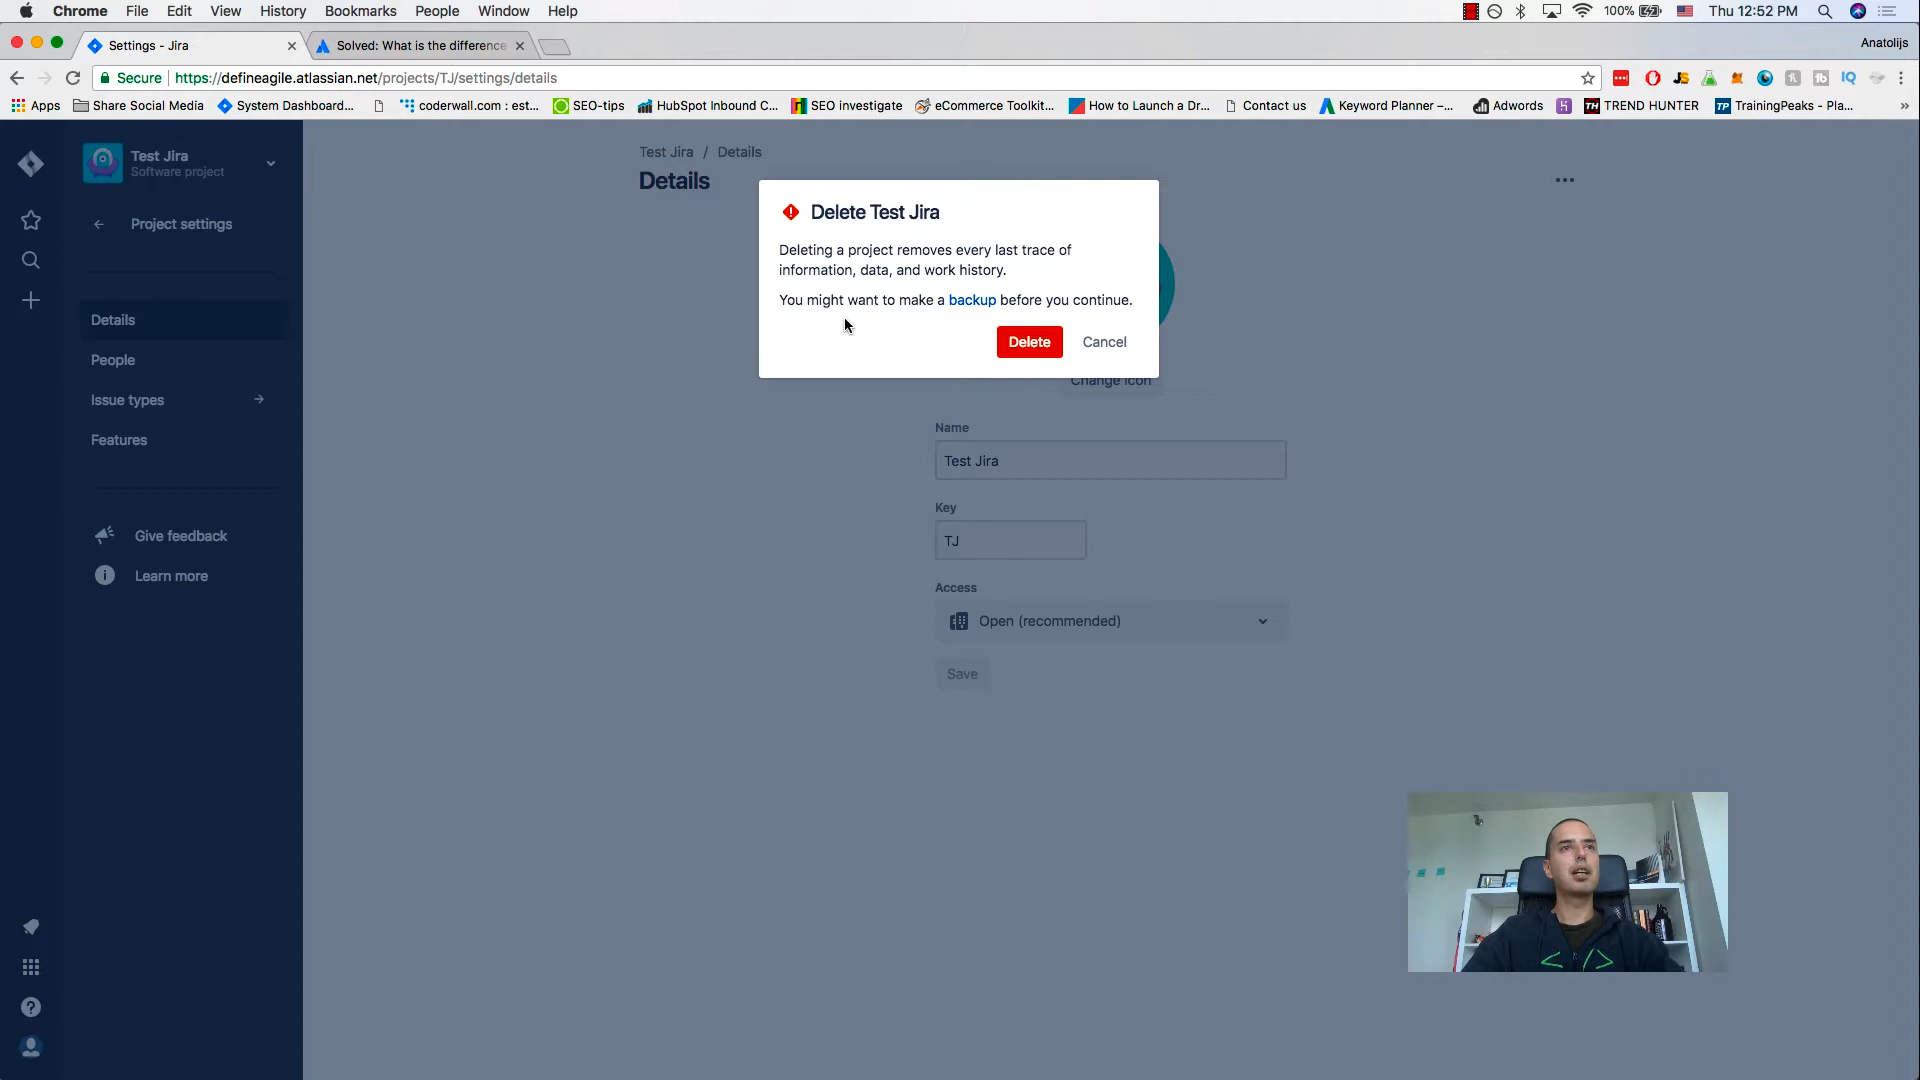 Chrome File Edit View History Bookmarks People Window Help 100% Thu 12:52 PM
Settings - Jira Solved: What is the difference Anatolijs
Secure https://defineagile.atlassian.net/projects/TJ/settings/details
Apps Share Social Media System Dashboard... coderwall.com : est... SEO-tips HubSpot Inbound C... SEO investigate eCommerce Toolkit... How to Launch a Dr... Contact us Keyword Planner –... Adwords TH TREND HUNTER TP TrainingPeaks - Pla... »
Test Jira
Software project
Project settings
Details
People
Issue types
Features
Give feedback
Learn more
Test Jira / Details
Details
Delete Test Jira
Deleting a project removes every last trace of
information, data, and work history.
You might want to make a backup before you continue.
Delete Cancel
Change icon
Name
Test Jira
Key
TJ
Access
Open (recommended)
Save